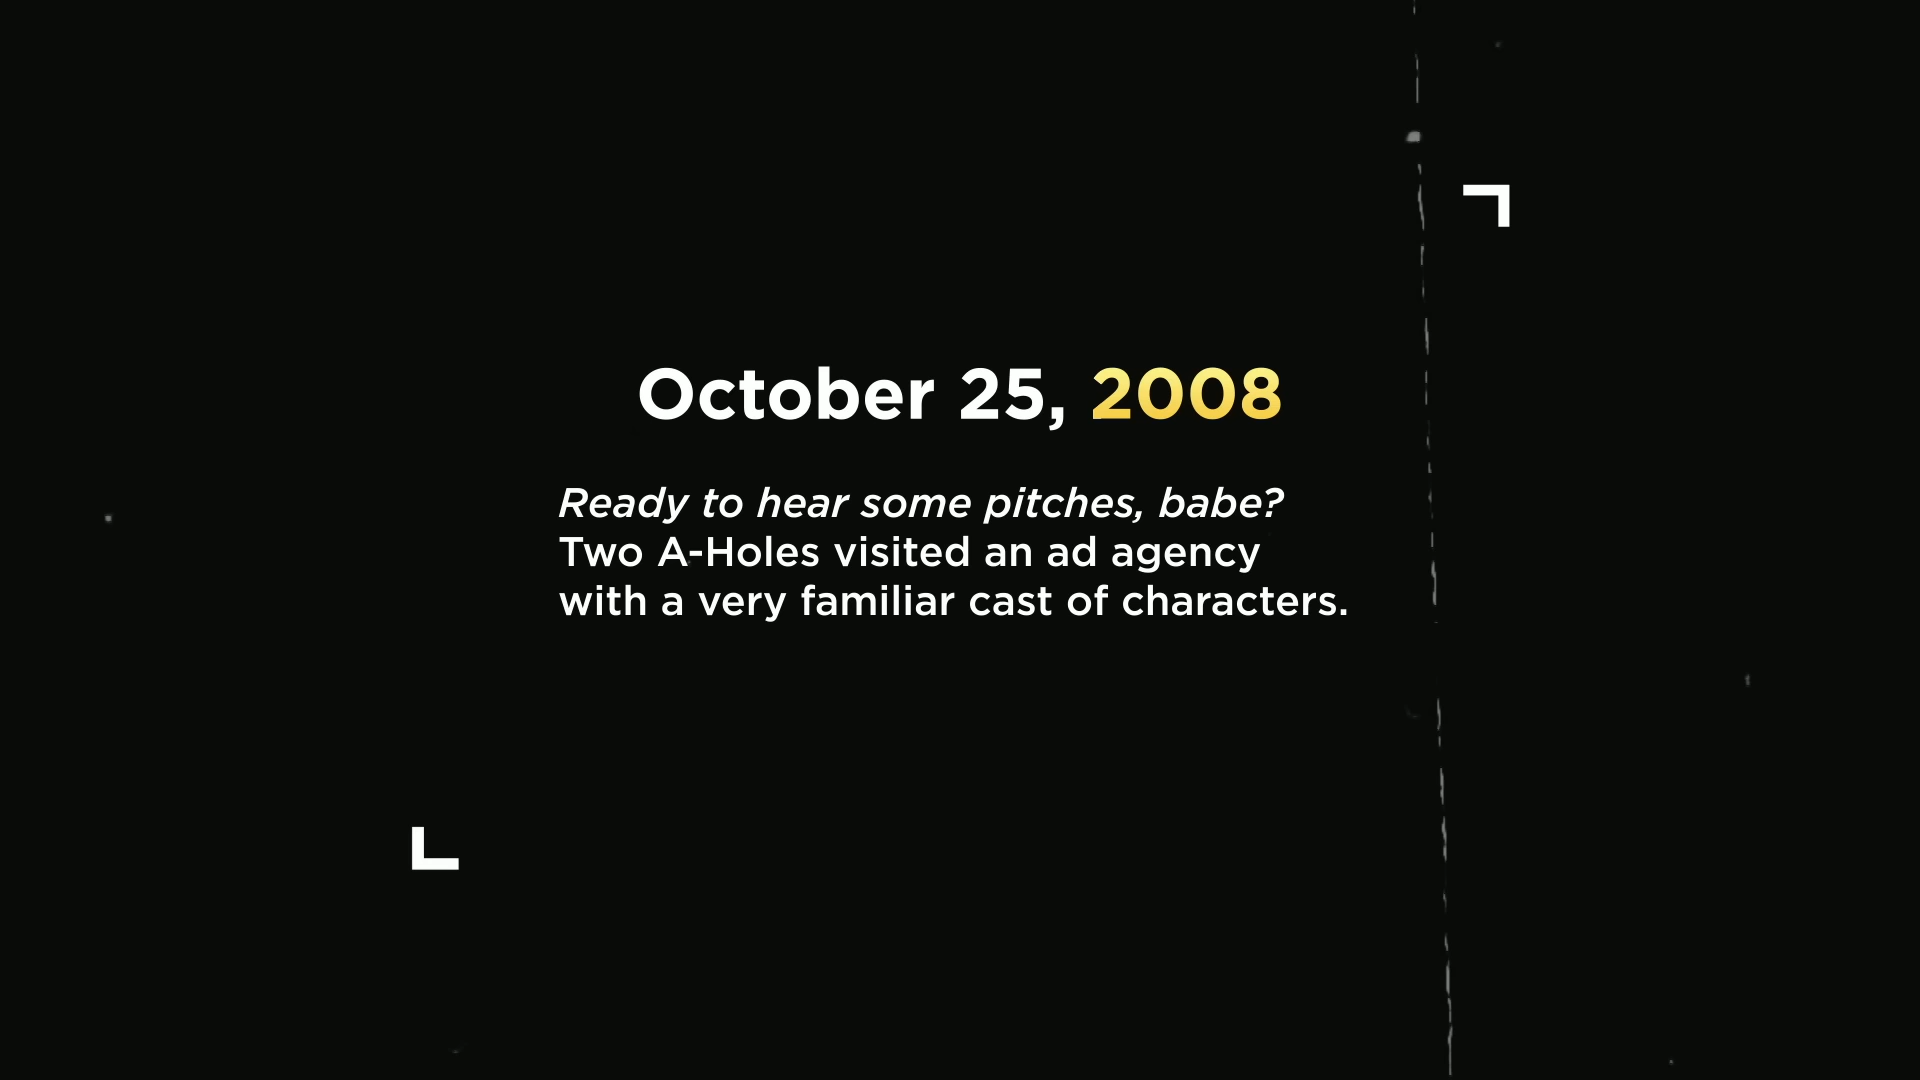 October 25, 2008
Ready to hear some pitches, babe?
Two A-Holes visited an ad agency
with a very familiar cast of characters.